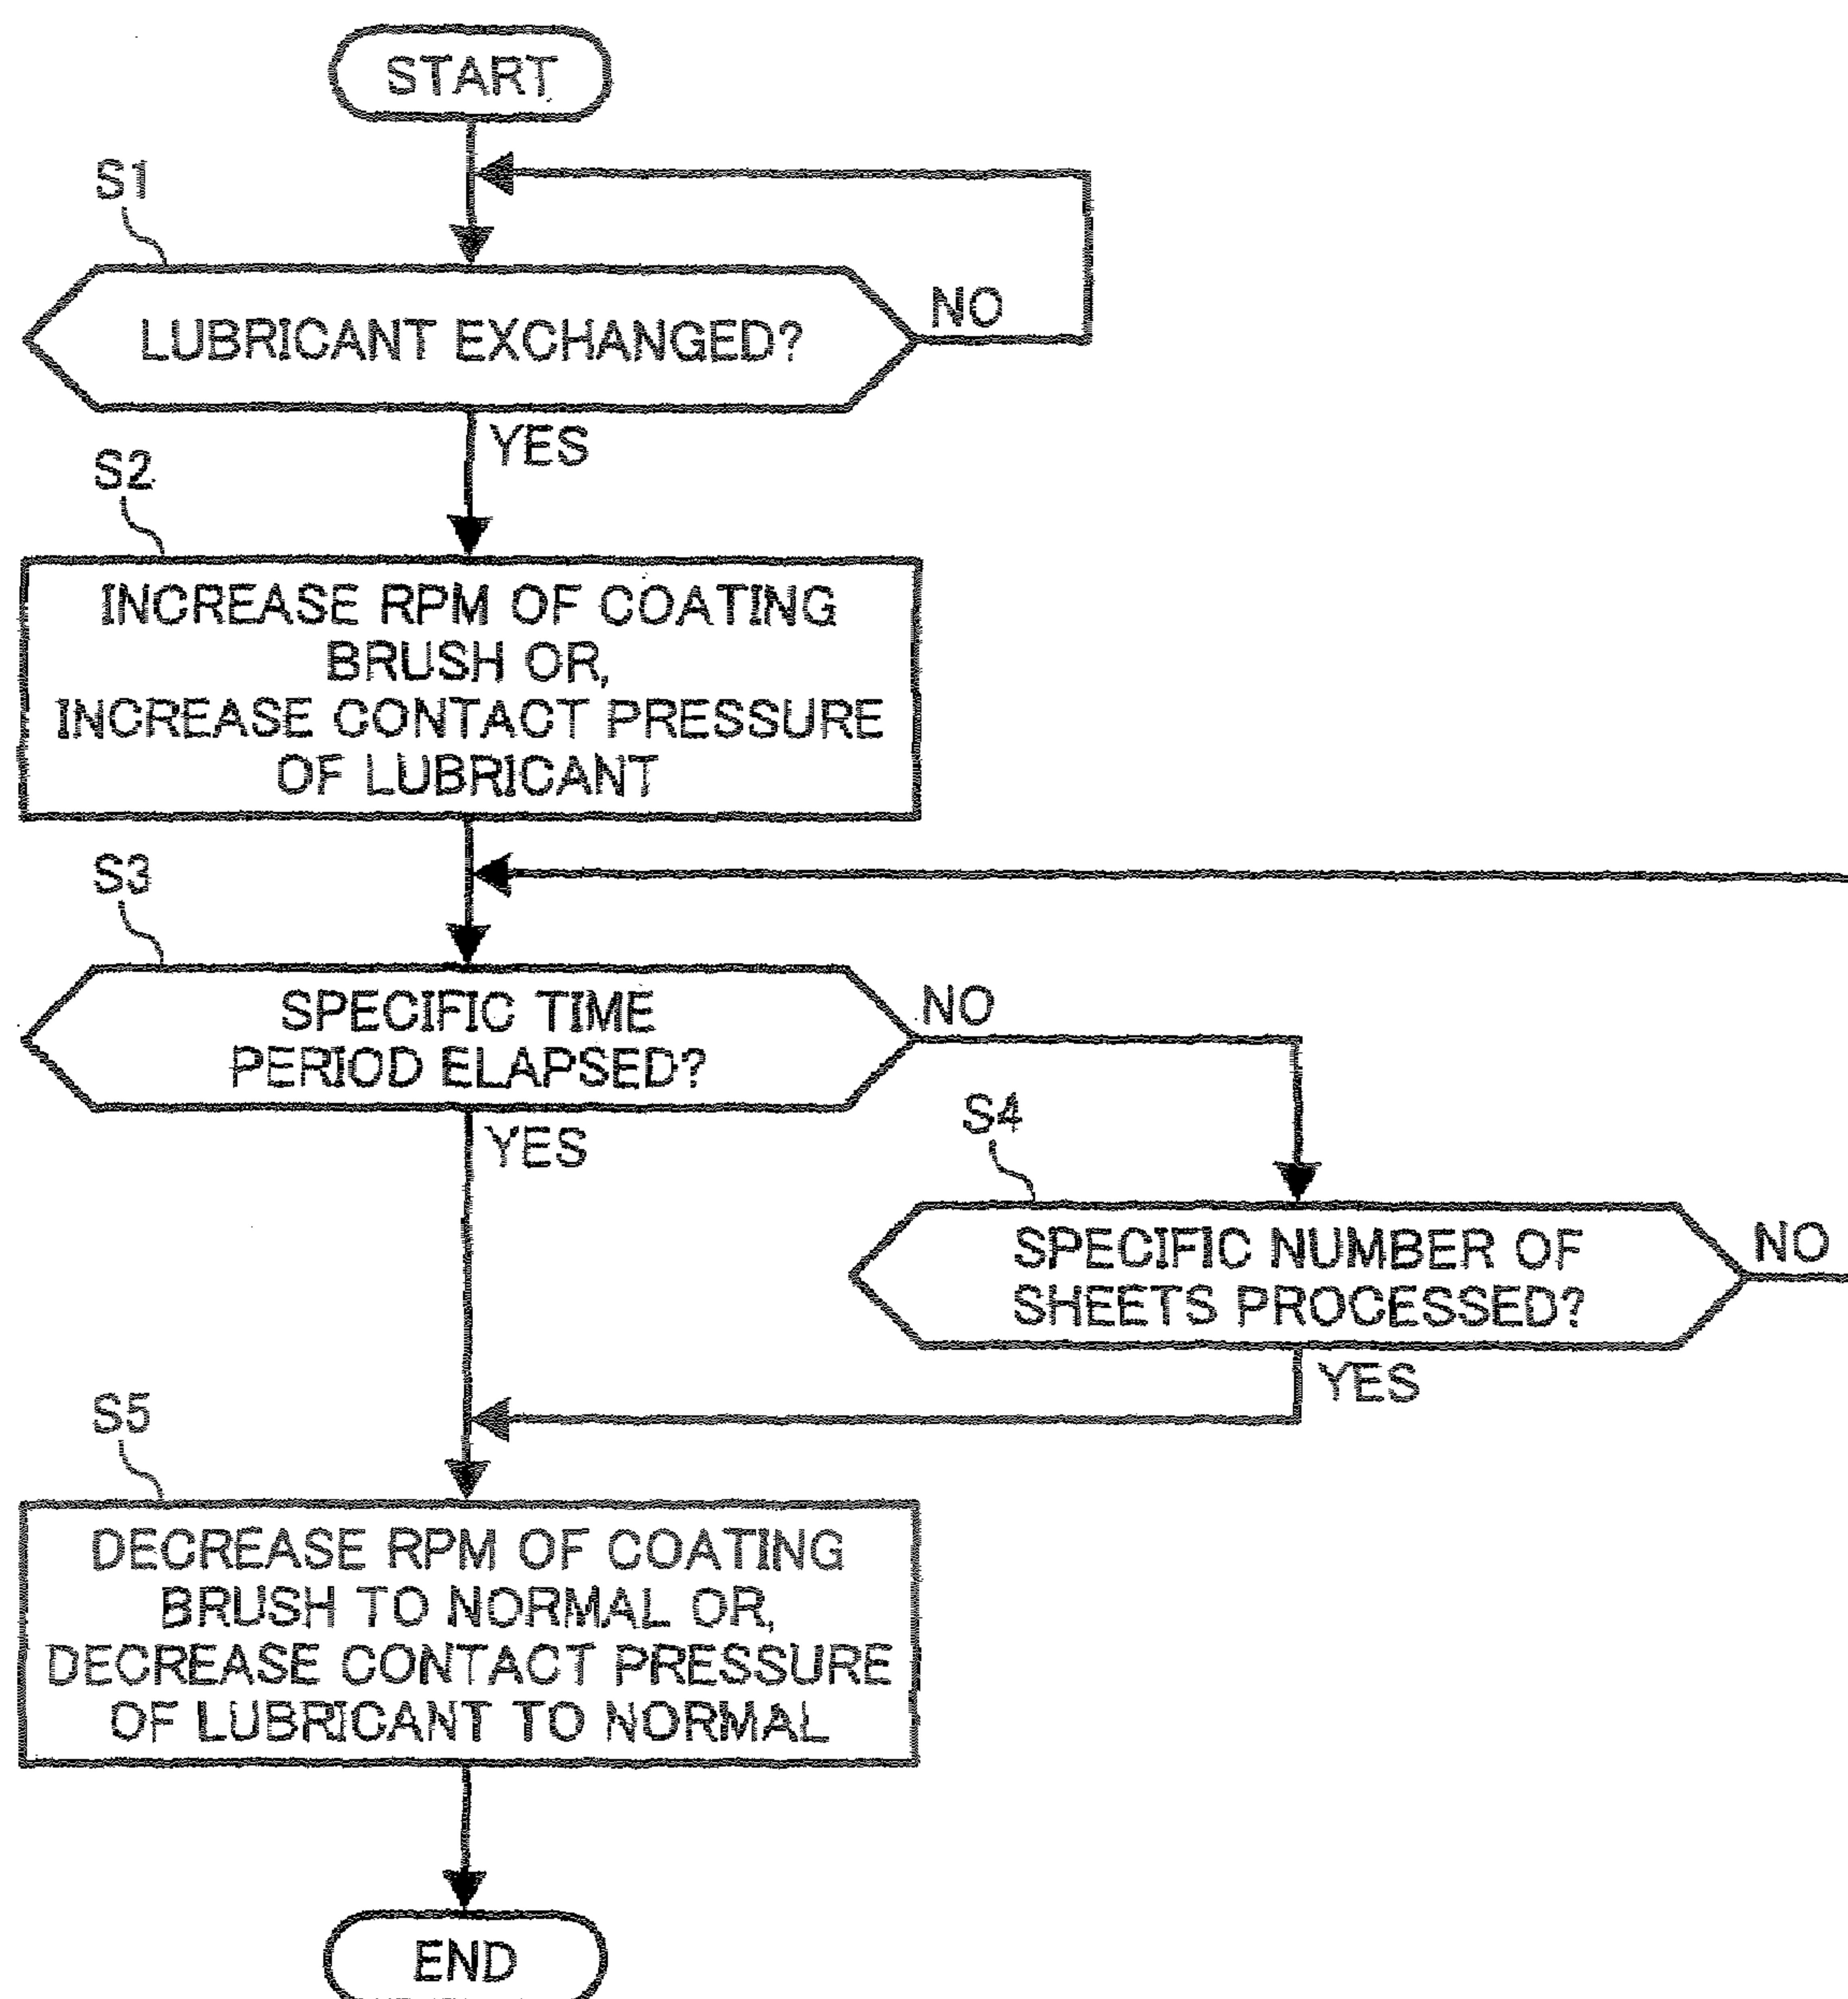 START
S1
LUBRICANT EXCHANGED?
NO
YES
S2
INCREASE RPM OF COATING
BRUSH OR,
INCREASE CONTACT PRESSURE
OF LUBRICANT
S3
SPECIFIC TIME
PERIOD ELAPSED?
NO
YES
S4
SPECIFIC NUMBER OF
SHEETS PROCESSED?
NO
YES
S5
DECREASE RPM OF COATING
BRUSH TO NORMAL OR,
DECREASE CONTACT PRESSURE
OF LUBRICANT TO NORMAL
END